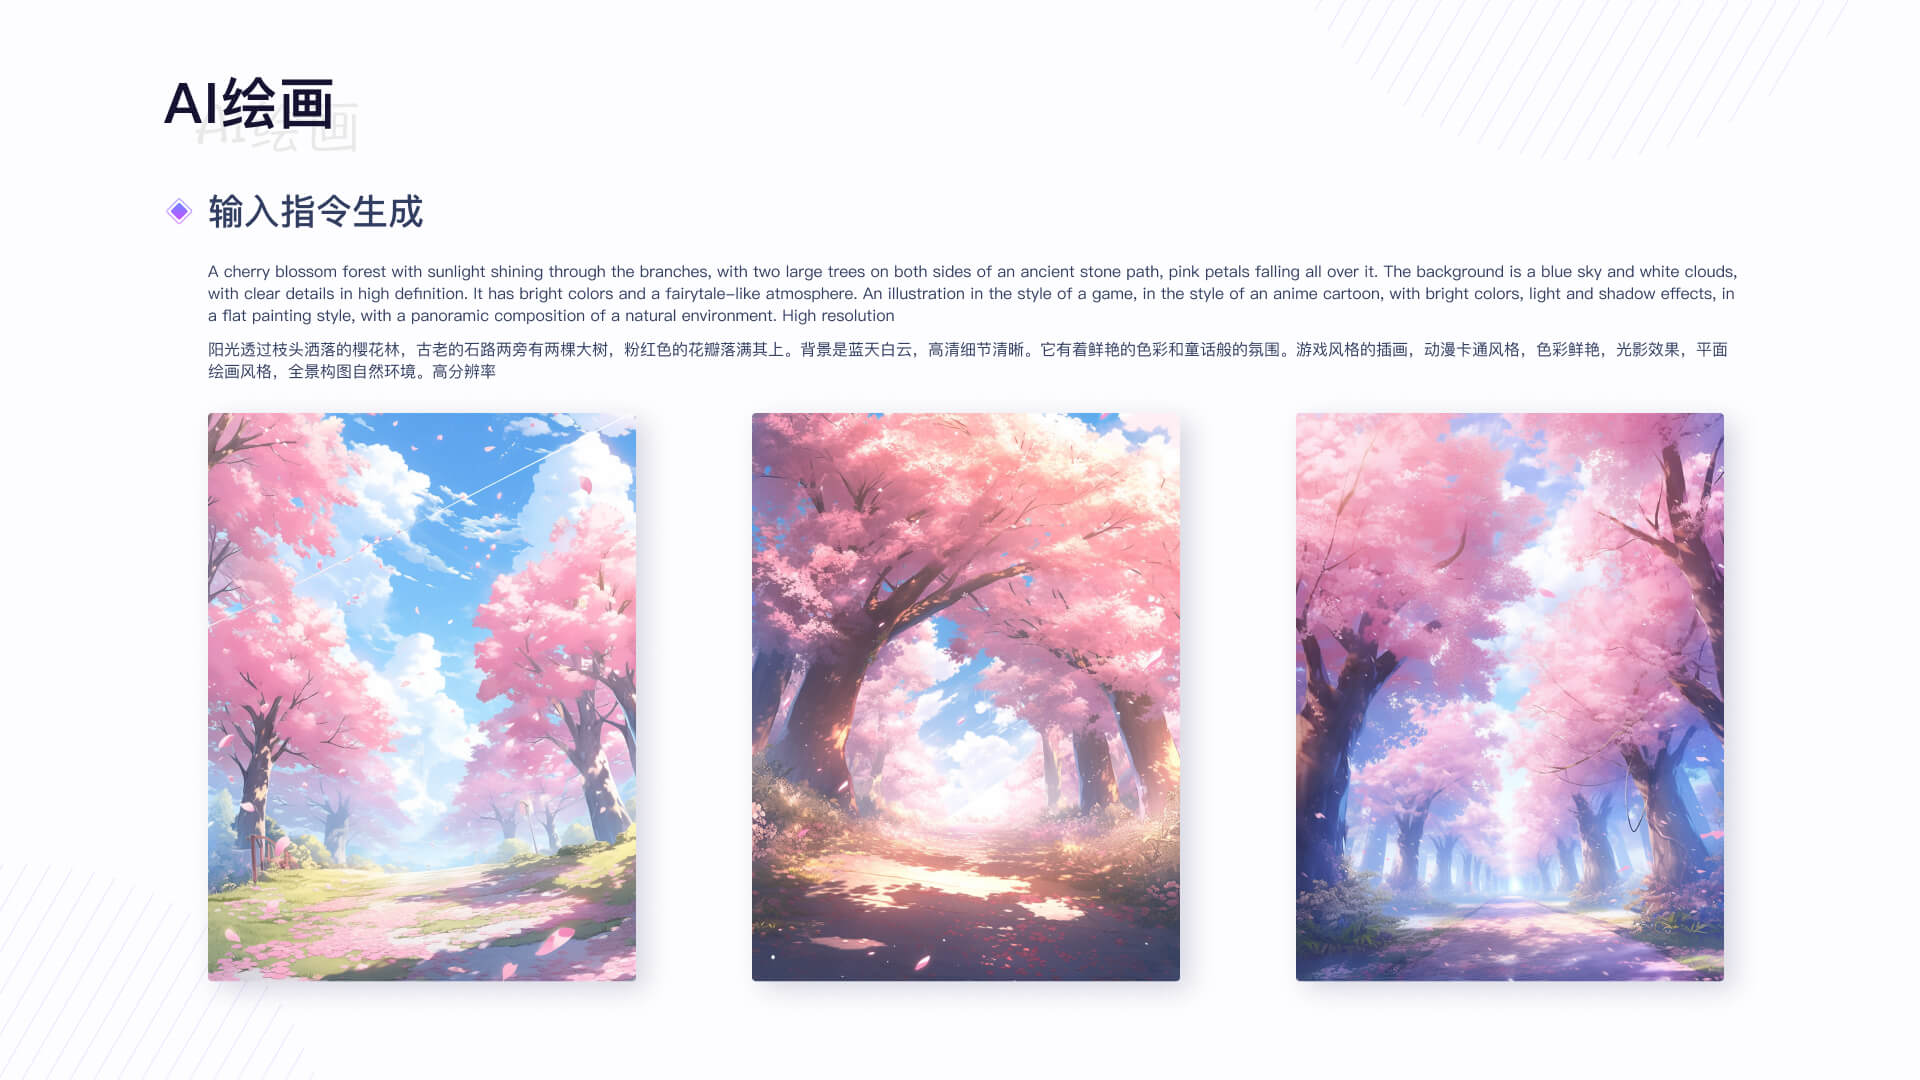 AI绘画
AI绘画
输入指令生成
A cherry blossom forest with sunlight shining through the branches, with two large trees on both sides of an ancient stone path, pink petals falling all over it. The background is a blue sky and white clouds,
with clear details in high definition. It has bright colors and a fairytale-like atmosphere. An illustration in the style of a game, in the style of an anime cartoon, with bright colors, light and shadow effects, in
a flat painting style, with a panoramic composition of a natural environment. High resolution
阳光透过枝头洒落的樱花林，古老的石路两旁有两棵大树，粉红色的花瓣落满其上。背景是蓝天白云，高清细节清晰。它有着鲜艳的色彩和童话般的氛围。游戏风格的插画，动漫卡通风格，色彩鲜艳，光影效果，平面
绘画风格，全景构图自然环境。高分辨率